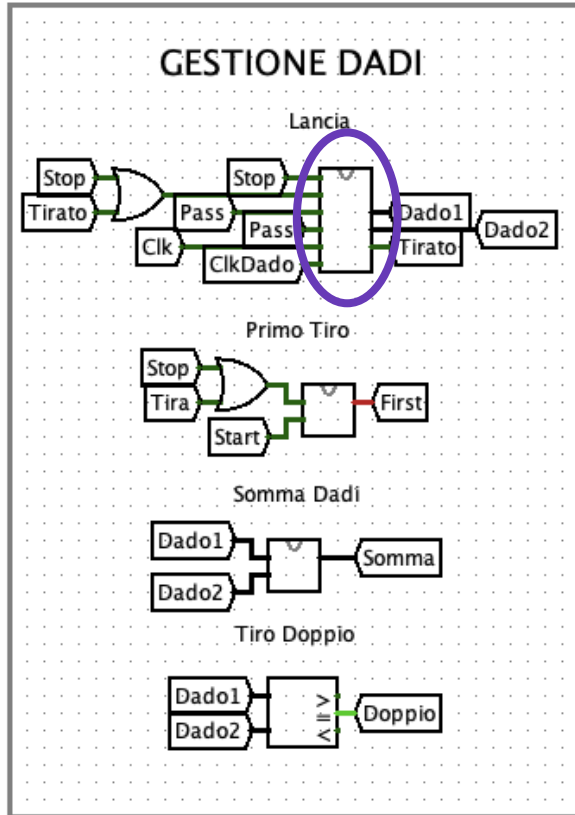 GESTIONE DADI
Lancia
Stop
Stop
Tirato
Pass
Dado1
Pass
Dado2
Clk
Tirato
ClkDado
Primo Tiro
Stop
Tira
First
Start
Somma Dadi
Dado1
Somma
Dado2
Tiro Doppio
Dado1
>
=
Doppio
Dado2
<